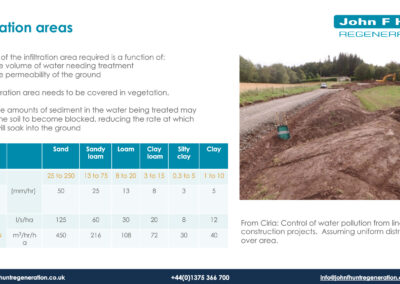 ation areas
John F H
REGENERA
of the infiltration area required is a function of:
e volume of water needing treatment
e permeability of the ground
ration area needs to be covered in vegetation.
e amounts of sediment in the water being treated may
he soil to become blocked. reducing the rate at which
ill soak into the ground
Sand Sandy loam Loam Clay loam Silty clay Clay
25 to 250 13 to 75 8 to 20 3 to 15 0.3 to 5 1 to 10
(mm/hr) 50 25 13 8 3 5
l/s/ha 125 60 30 20 8 12
s m³/hr/ha 450 216 108 72 30 40
From Ciria: Control of water pollution from line
construction projects. Assuming uniform distr
over area.
huntregeneration.co.uk
+44(0)1375 366 700
info@johnfhuntregeneration.co